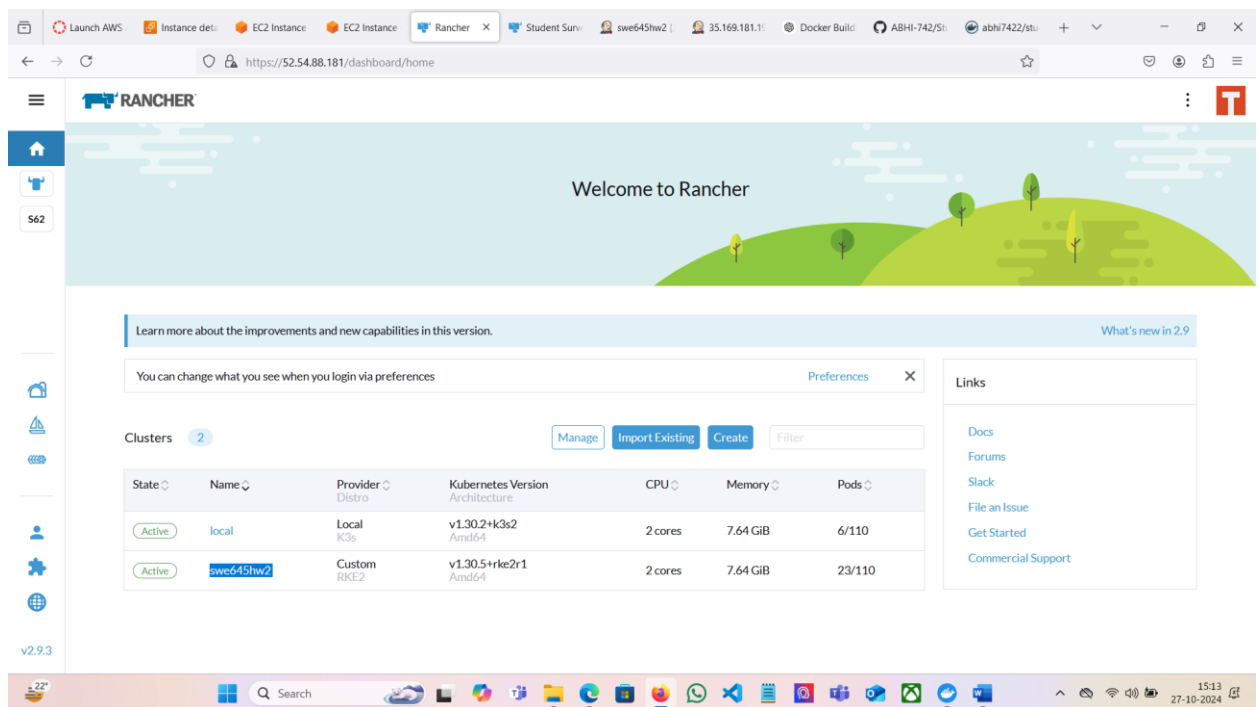 Launch AWS
Instance deta
EC2 Instance
EC2 Instance
Rancher
Student Surv
swe645hw2 [
35.169.181.19
Docker Build
ABHI-742/St
abhi7422/stu
https://52.54.88.181/dashboard/home
RANCHER
T
S62
Welcome to Rancher
Learn more about the improvements and new capabilities in this version.
What's new in 2.9
You can change what you see when you login via preferences
Preferences
Links
Clusters 2
Manage
Import Existing
Create
Filter
Docs
Forums
Slack
File an Issue
Get Started
Commercial Support
State Name Provider Kubernetes Version CPU Memory Pods
Distro Architecture
Active local Local v1.30.2+k3s2 2 cores 7.64 GiB 6/110
K3s Amd64
Active swe645hw2 Custom v1.30.5+rke2r1 2 cores 7.64 GiB 23/110
RKE2 Amd64
v2.9.3
22°
Search
15:13
27-10-2024